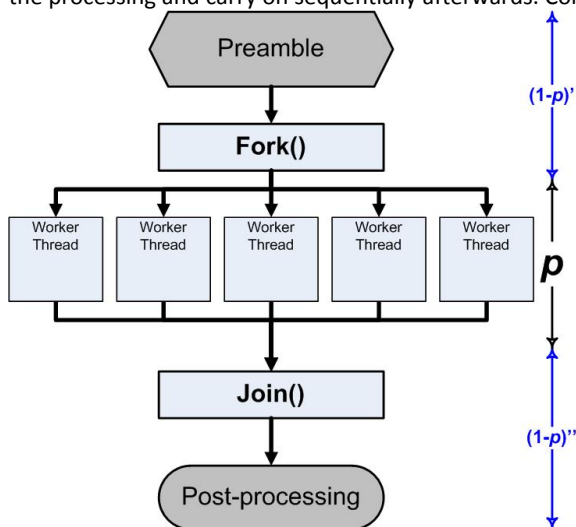 the processing and carry on sequentially afterwards.
Preamble
(1-p)'
Fork()
Worker Thread
Worker Thread
Worker Thread
Worker Thread
Worker Thread
p
Join()
(1-p)''
Post-processing